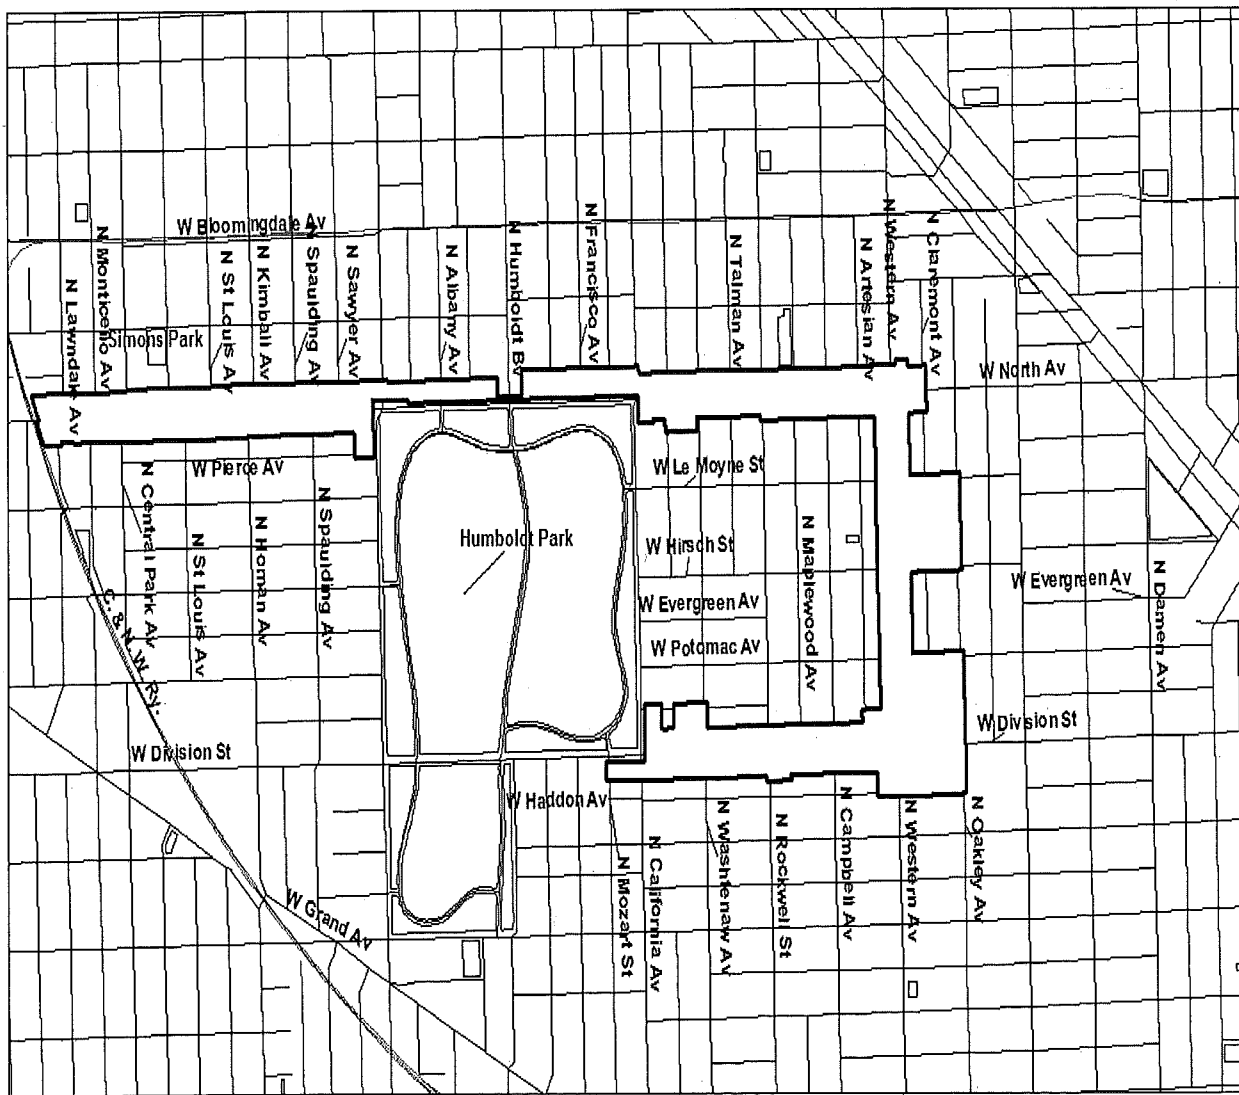 W Bloomingdale Av
N Lawndale Av
N Monticello Av
N St Louis Av
N Kimball Av
N Spaulding Av
N Sawyer Av
N Albany Av
N Humboldt Bv
N Francisco Av
N Talman Av
N Artesian Av
N Western Av
N Claremont Av
Simons Park
W North Av
W Pierce Av
N Central Park Av
N St Louis Av
N Homan Av
N Spaulding Av
Humboldt Park
W Le Moyne St
W Hirsch St
W Evergreen Av
W Potomac Av
N Maplewood Av
W Evergreen Av
N Damen Av
C. & N. W. Ry.
W Division St
W Division St
W Haddon Av
W Grand Av
N Mozart St
N California Av
N Washtenaw Av
N Rockwell St
N Campbell Av
N Western Av
N Oakley Av